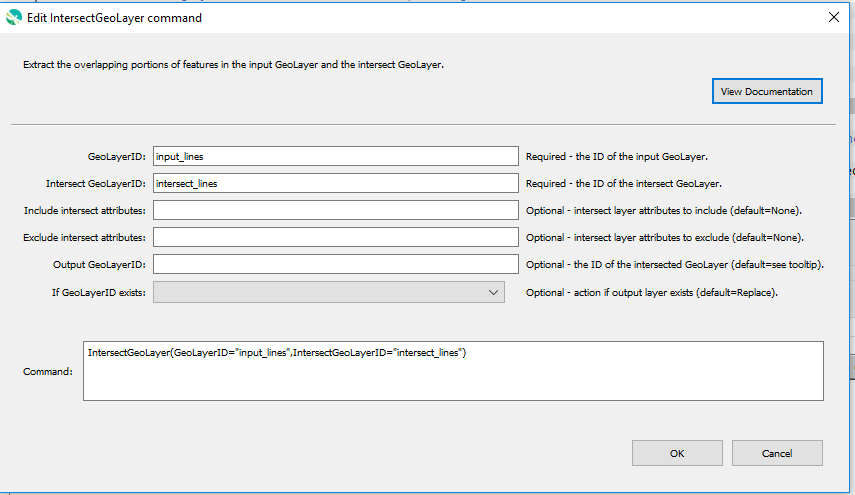 Edit IntersectGeoLayer command
Extract the overlapping portions of features in the input GeoLayer and the intersect GeoLayer.
View Documentation
GeoLayerID: input_lines Required - the ID of the input GeoLayer.
Intersect GeoLayerID: intersect_lines Required - the ID of the intersect GeoLayer.
Include intersect attributes: Optional - intersect layer attributes to include (default=None).
Exclude intersect attributes: Optional - intersect layer attributes to exclude (default=None).
Output GeoLayerID: Optional - the ID of the intersected GeoLayer (default=see tooltip).
If GeoLayerID exists: Optional - action if output layer exists (default=Replace).
Command: IntersectGeoLayer(GeoLayerID="input_lines",IntersectGeoLayerID="intersect_lines")
OK Cancel